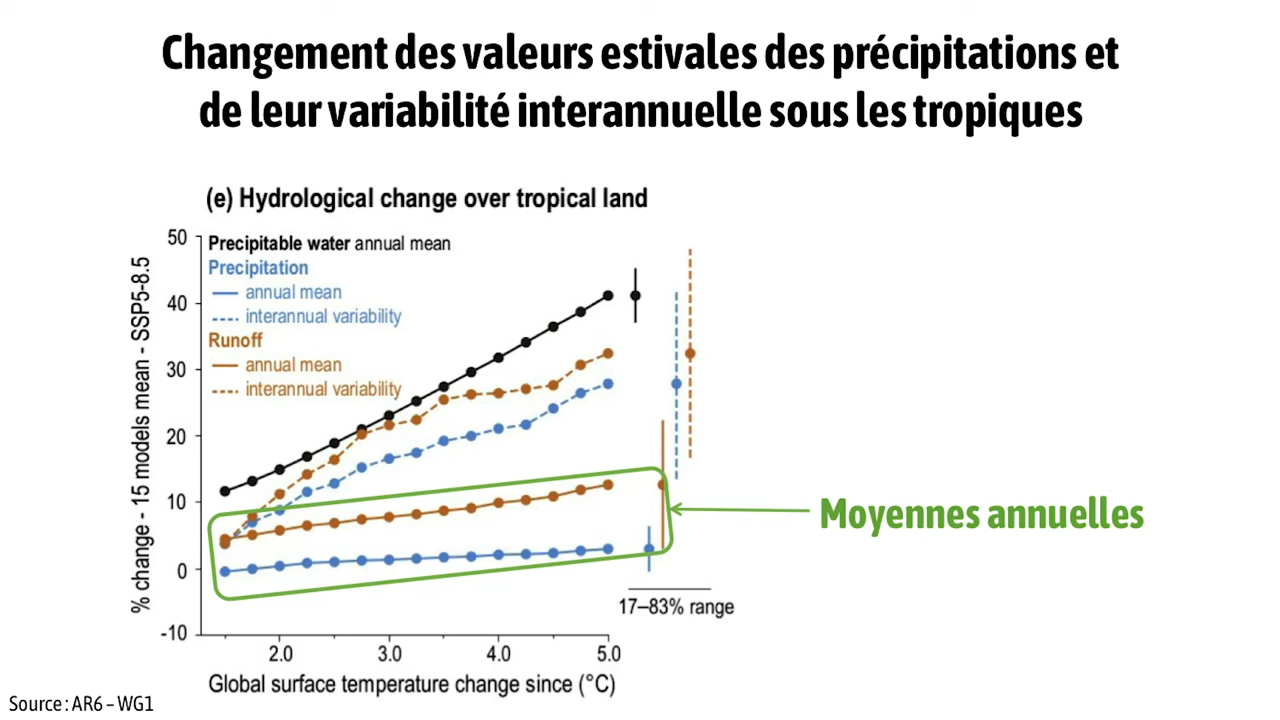 Changement des valeurs estivales des précipitations et
de leur variabilité interannuelle sous les tropiques
(e) Hydrological change over tropical land
% change - 15 models mean - SSP5-8.5
50
40
30
20
10
0
-10
Precipitable water annual mean
Precipitation
annual mean
interannual variability
Runoff
annual mean
interannual variability
Moyennes annuelles
17–83% range
2.0 3.0 4.0 5.0
Global surface temperature change since (°C)
Source : AR6 – WG1